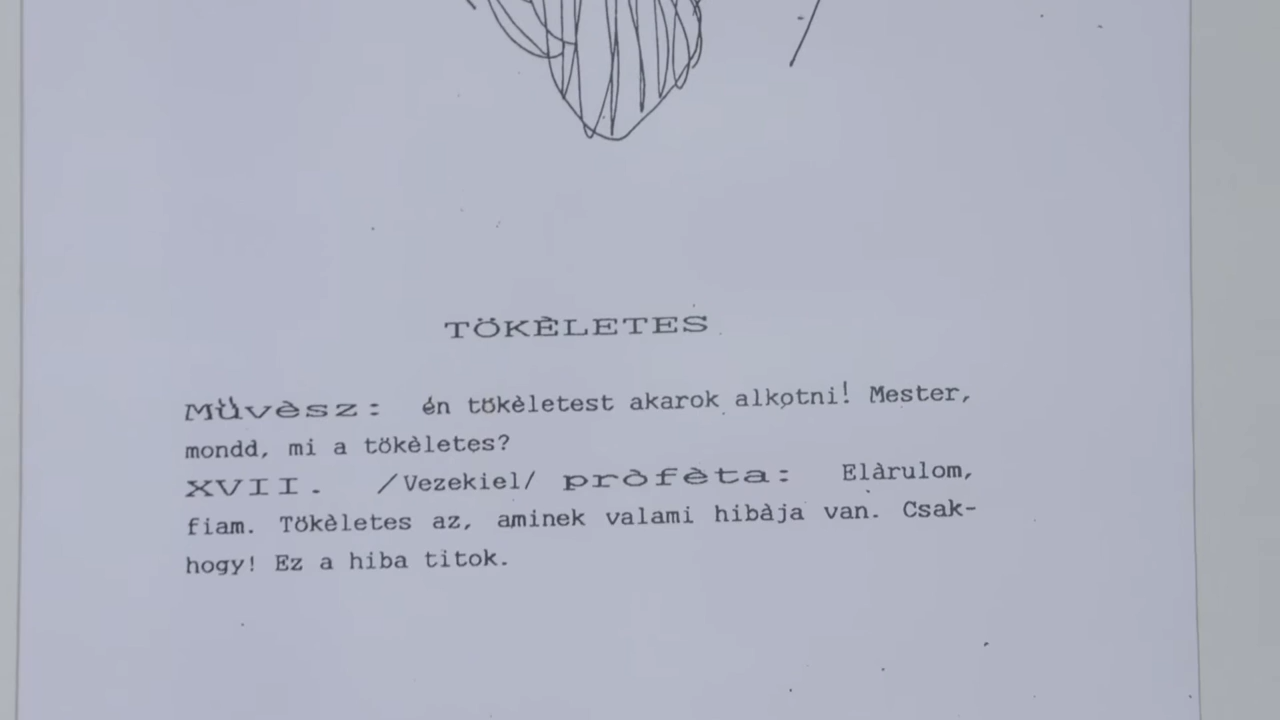 TÖKÈLETES
Müvèsz: én tökèletest akarok alkotni! Mester,
mondd, mi a tökèletes?
XVII. /Vezekiel/ pròfèta: Elàrulom,
fiam. Tökèletes az, aminek valami hibàja van. Csak-
hogy! Ez a hiba titok.